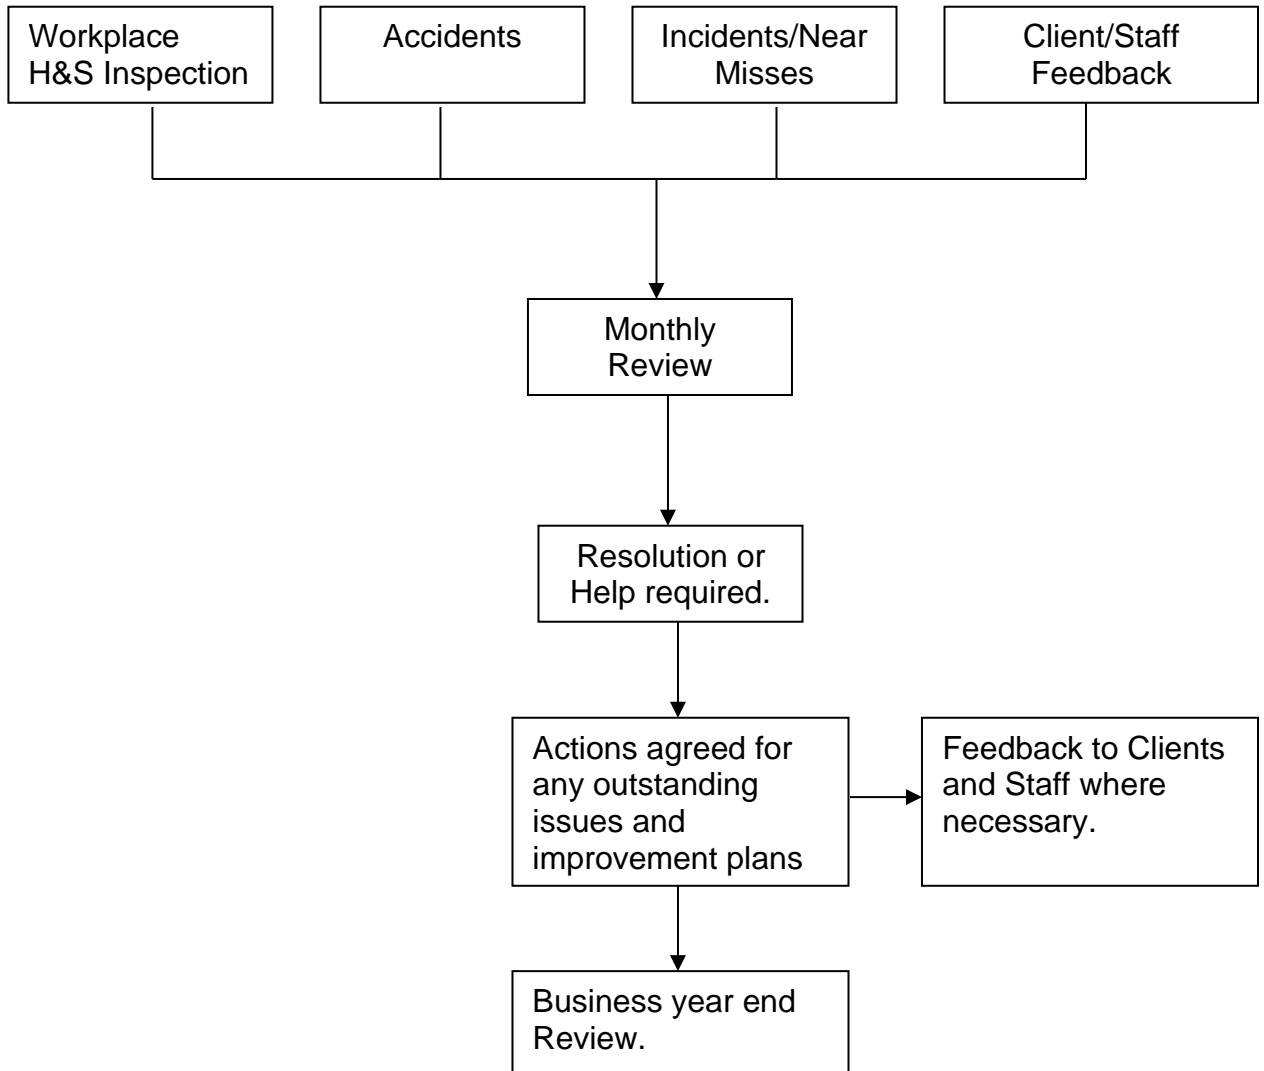 Workplace
H&S Inspection
Accidents
Incidents/Near
Misses
Client/Staff
Feedback
Monthly
Review
Resolution or
Help required.
Actions agreed for
any outstanding
issues and
improvement plans
Feedback to Clients
and Staff where
necessary.
Business year end
Review.